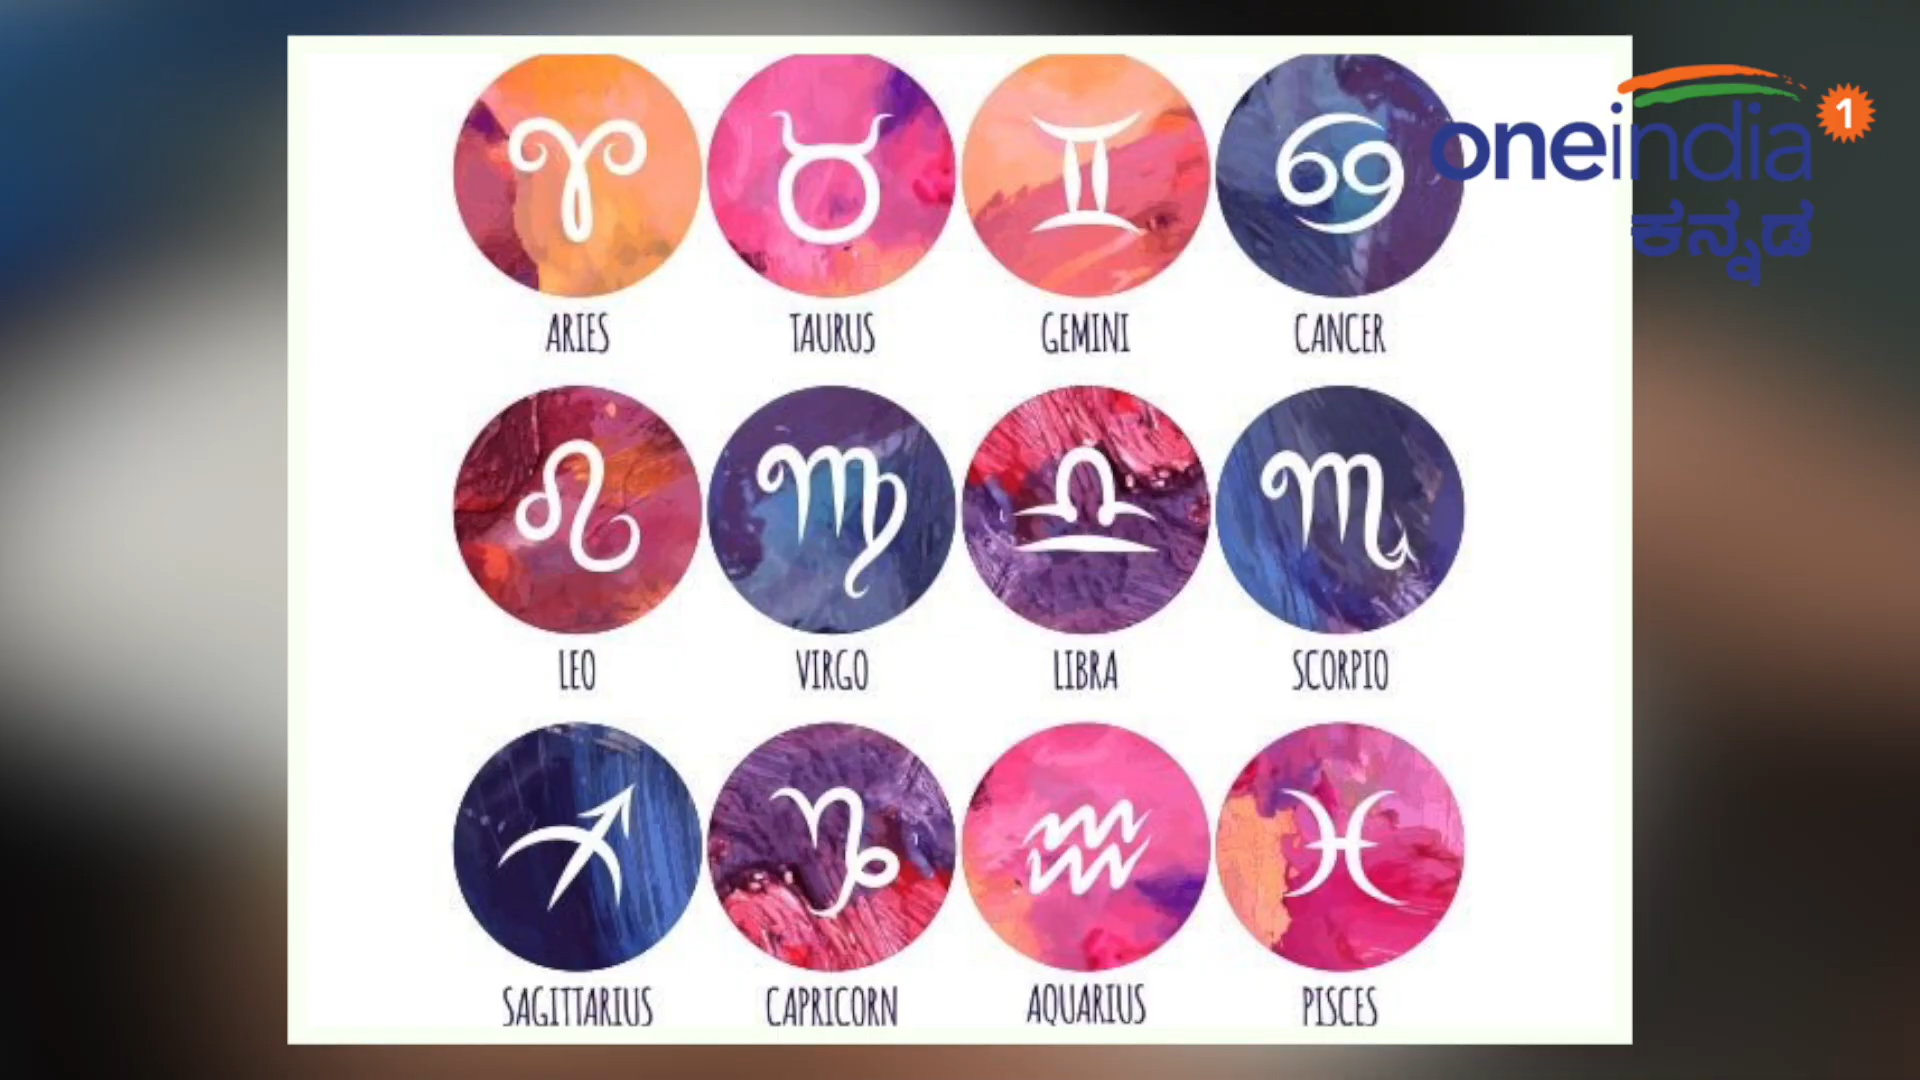 oneindia 1
ಕನ್ನಡ
ARIES TAURUS GEMINI CANCER
LEO VIRGO LIBRA SCORPIO
SAGITTARIUS CAPRICORN AQUARIUS PISCES